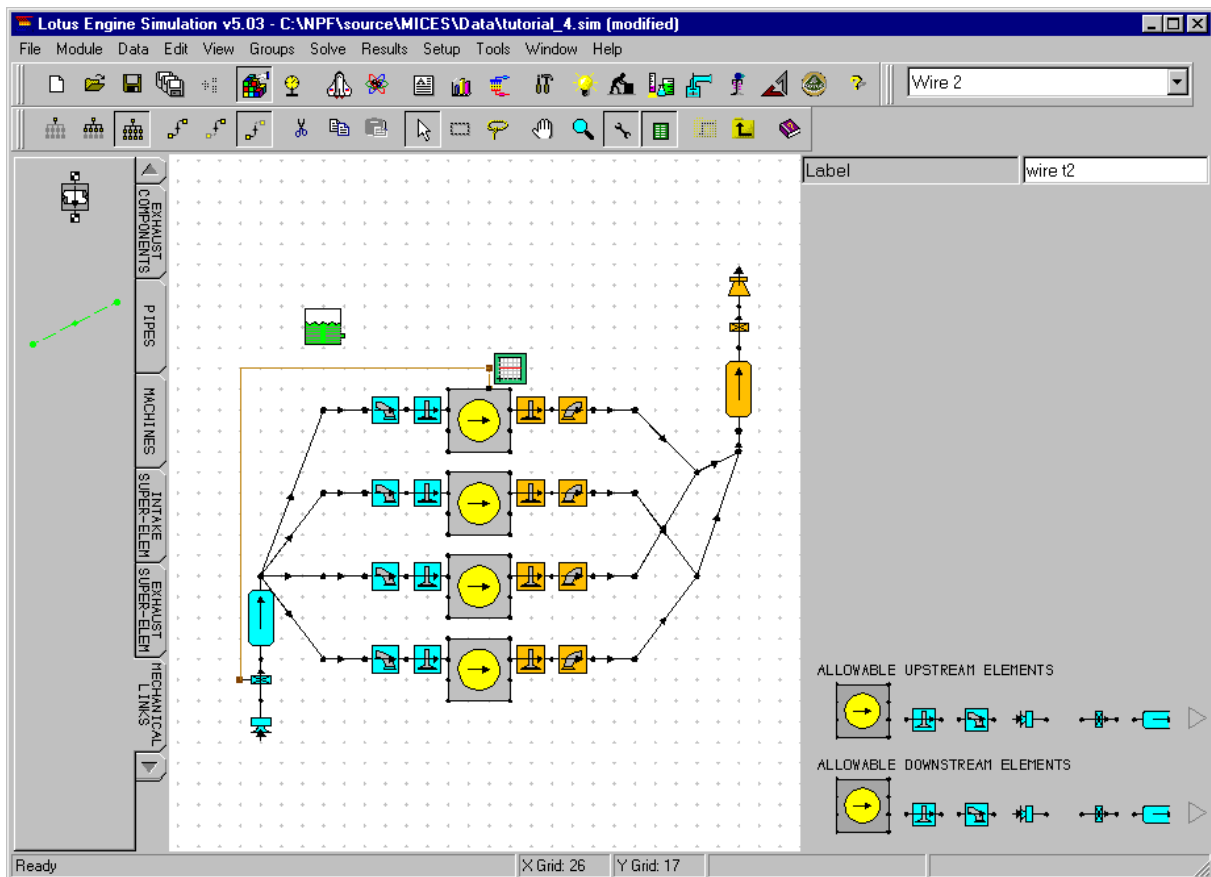 Lotus Engine Simulation v5.03 - C:\NPF\source\MICES\Data\tutorial_4.sim (modified)
File Module Data Edit View Groups Solve Results Setup Tools Window Help
Wire 2
Label
wire t2
EXHAUST
COMPONENTS
PIPES
MACHINES
INTAKE
SUPER-ELEM
EXHAUST
SUPER-ELEM
MECHANICAL
LINKS
ALLOWABLE UPSTREAM ELEMENTS
ALLOWABLE DOWNSTREAM ELEMENTS
Ready
X Grid: 26
Y Grid: 17